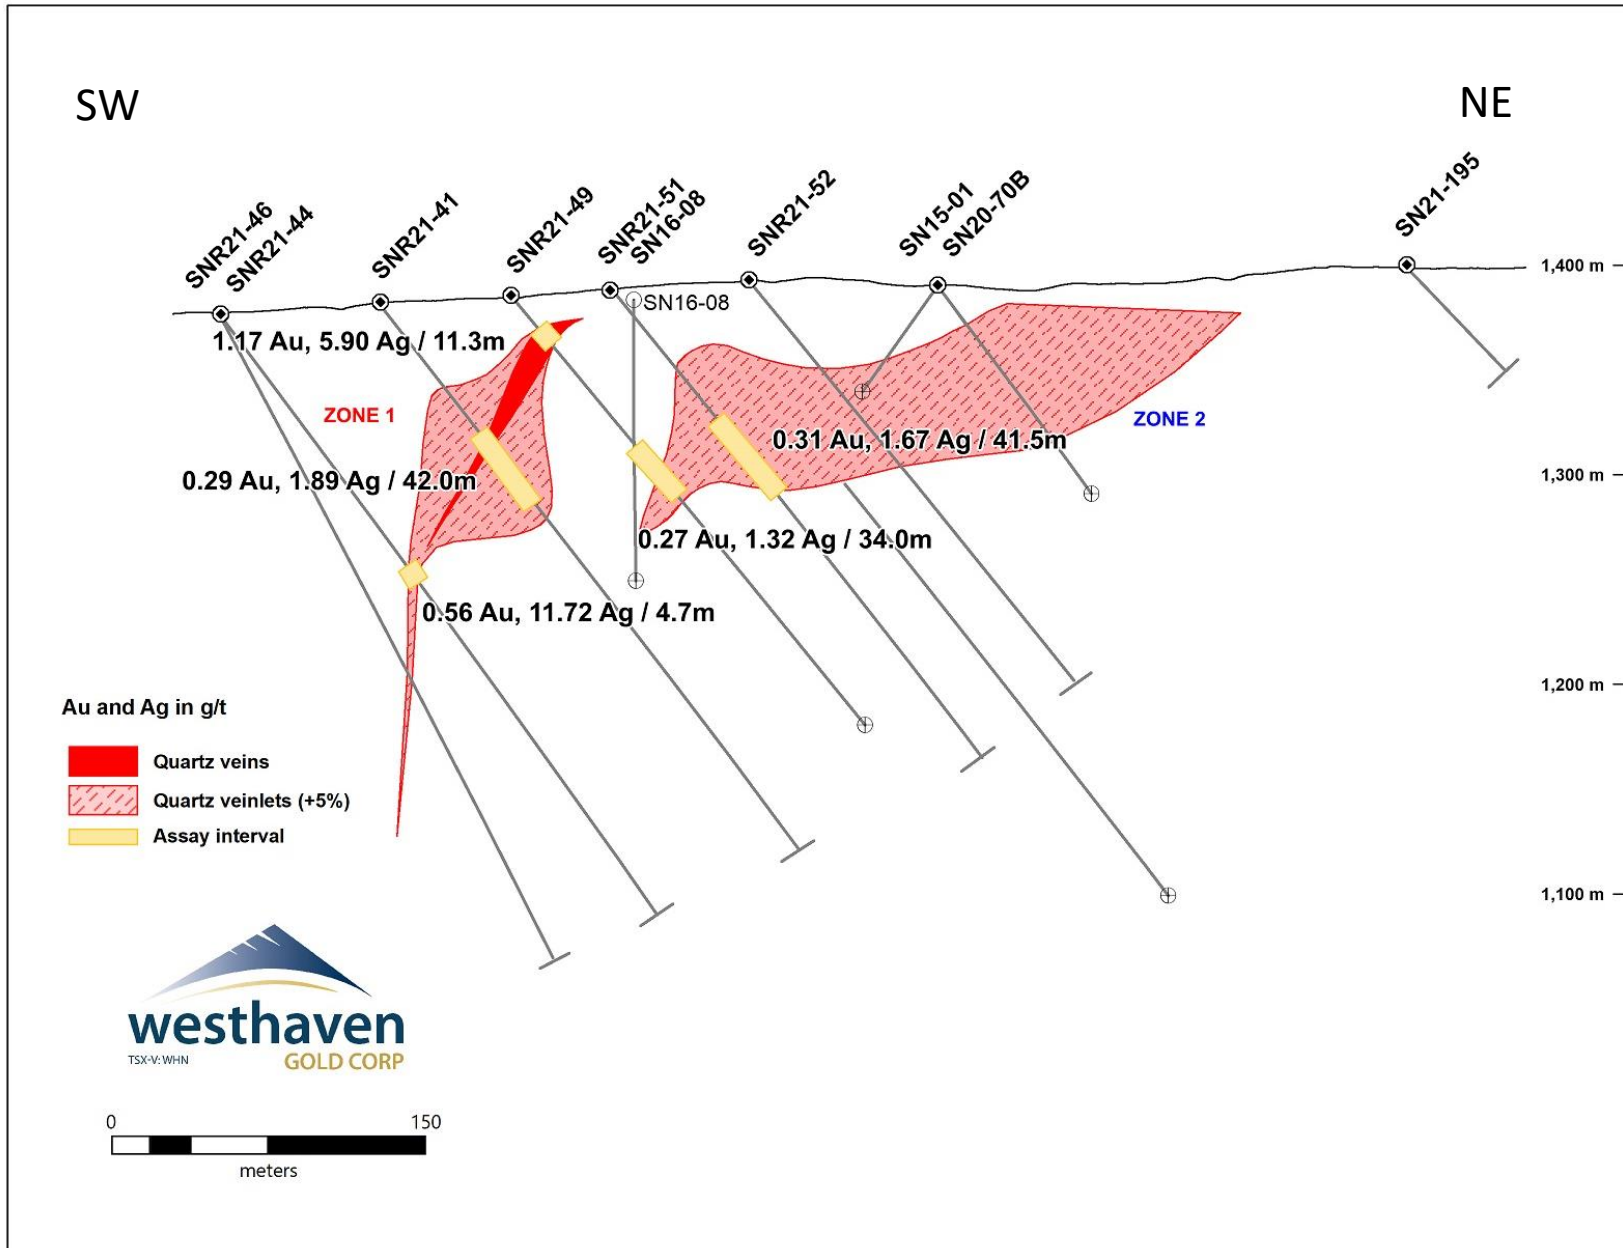 SW
NE
SNR21-46
SNR21-44
SNR21-41
SNR21-49
SNR21-51
SN16-08
SNR21-52
SN15-01
SN20-70B
SN21-195
1,400 m
SN16-08
1.17 Au, 5.90 Ag / 11.3m
ZONE 1
ZONE 2
0.31 Au, 1.67 Ag / 41.5m
1,300 m
0.29 Au, 1.89 Ag / 42.0m
0.27 Au, 1.32 Ag / 34.0m
0.56 Au, 11.72 Ag / 4.7m
1,200 m
Au and Ag in g/t
Quartz veins
Quartz veinlets (+5%)
Assay interval
1,100 m
westhaven
TSX-V: WHN
GOLD CORP
0 150
meters